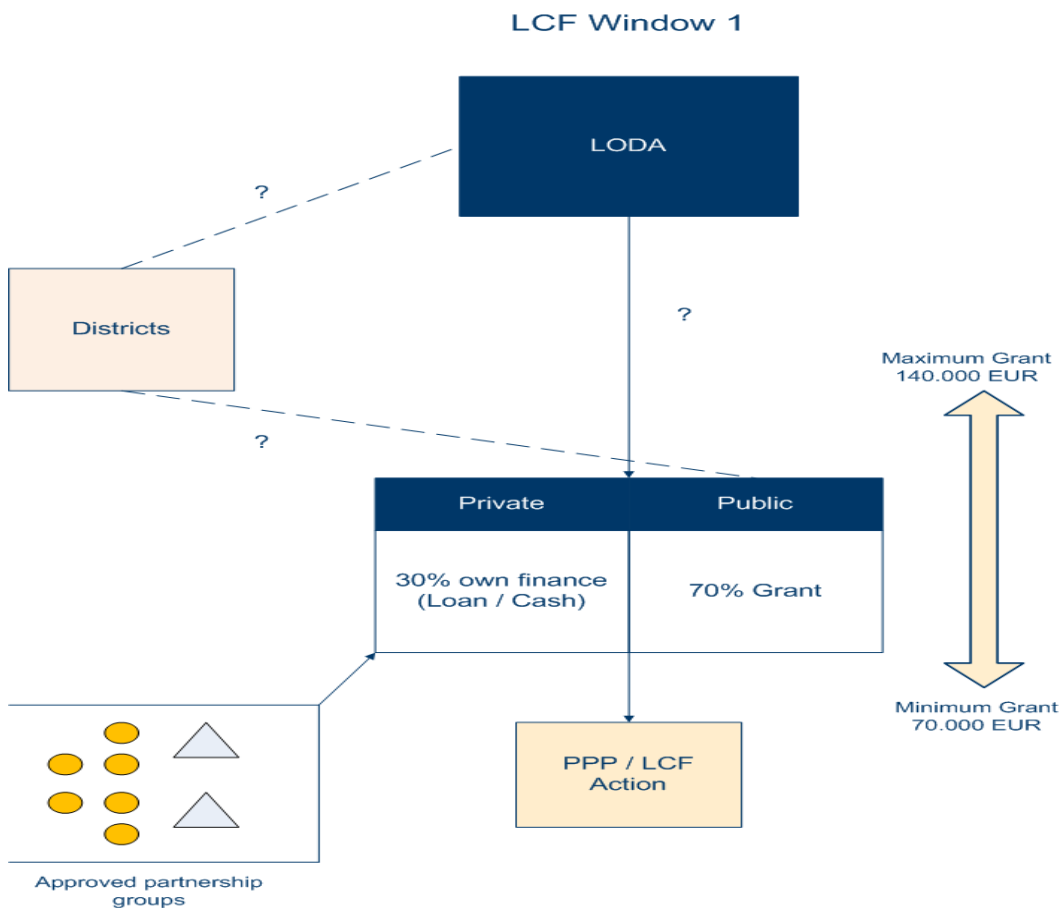 LCF Window 1
LODA
?
Districts
?
Maximum Grant
140.000 EUR
?
Private
Public
30% own finance
(Loan / Cash)
70% Grant
Minimum Grant
70.000 EUR
PPP / LCF
Action
Approved partnership
groups